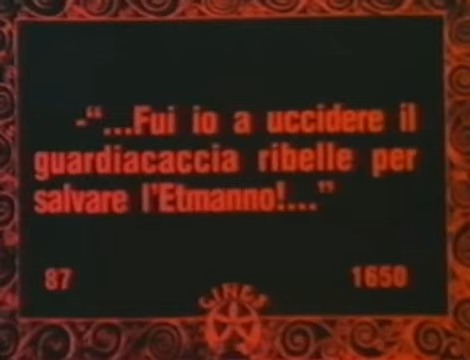 -“...Fui io a uccidere il
guardiacaccia ribelle per
salvare l'Etmanno!...”
87 1650
CINES